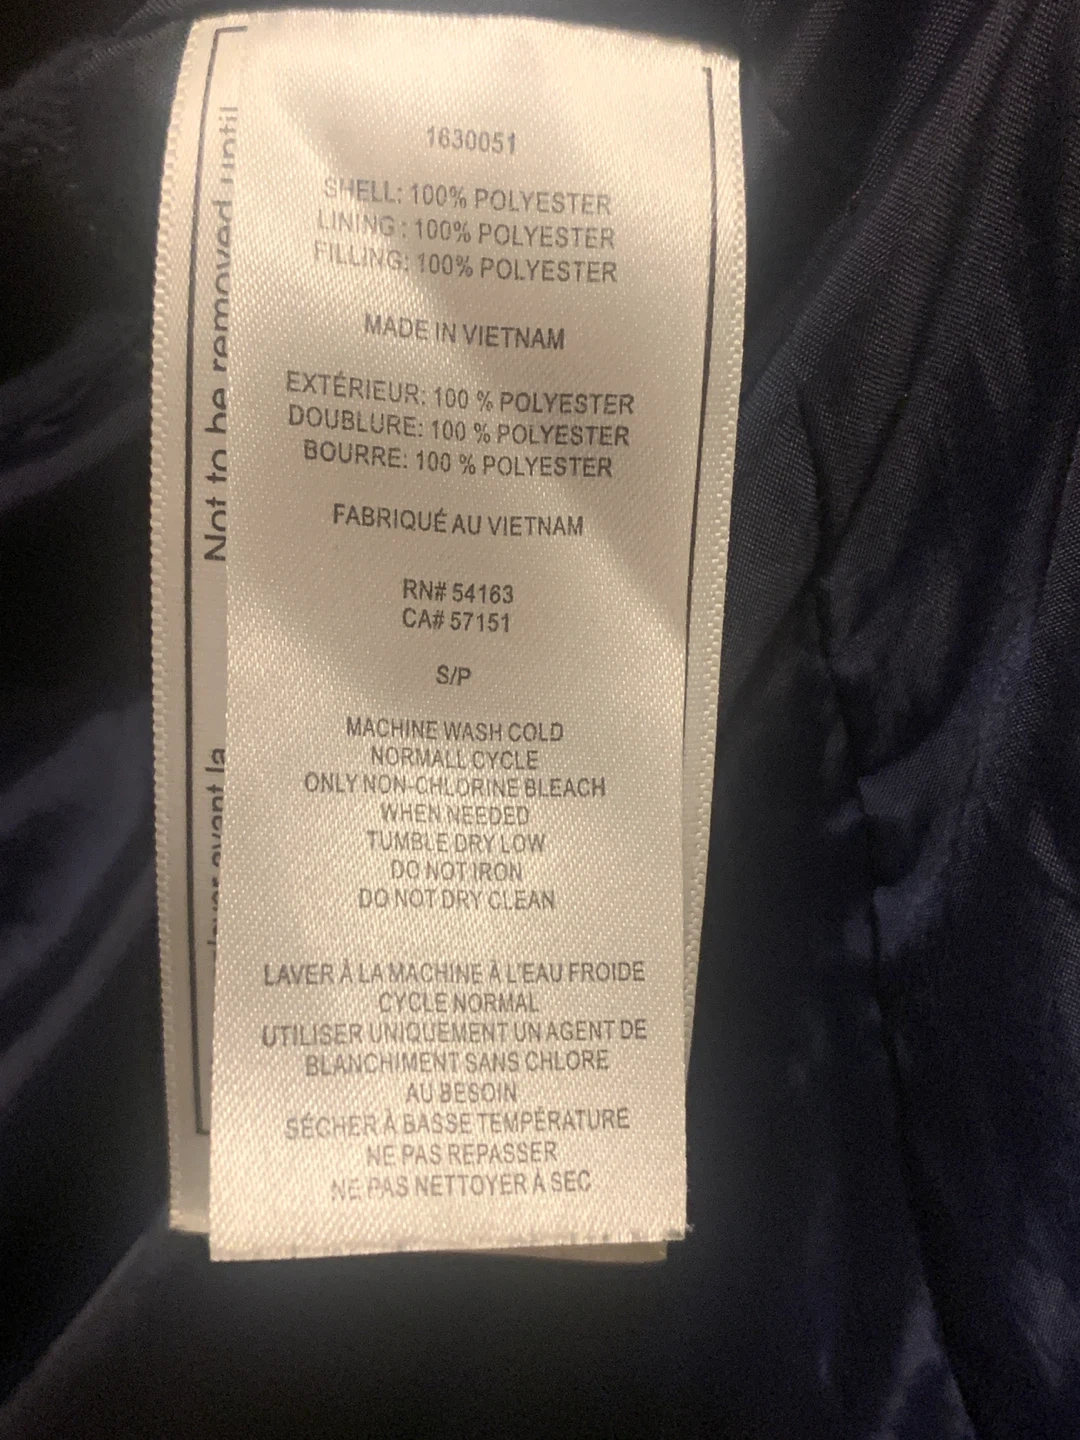 1630051
SHELL: 100% POLYESTER
LINING : 100% POLYESTER
FILLING: 100% POLYESTER
MADE IN VIETNAM
EXTÉRIEUR: 100 % POLYESTER
DOUBLURE: 100 % POLYESTER
BOURRE: 100 % POLYESTER
FABRIQUÉ AU VIETNAM
RN# 54163
CA# 57151
S/P
MACHINE WASH COLD
NORMALL CYCLE
ONLY NON-CHLORINE BLEACH
WHEN NEEDED
TUMBLE DRY LOW
DO NOT IRON
DO NOT DRY CLEAN
LAVER À LA MACHINE À L'EAU FROIDE
CYCLE NORMAL
UTILISER UNIQUEMENT UN AGENT DE
BLANCHIMENT SANS CHLORE
AU BESOIN
SÉCHER À BASSE TEMPÉRATURE
NE PAS REPASSER
NE PAS NETTOYER À SEC
Not to be removed until
avant la